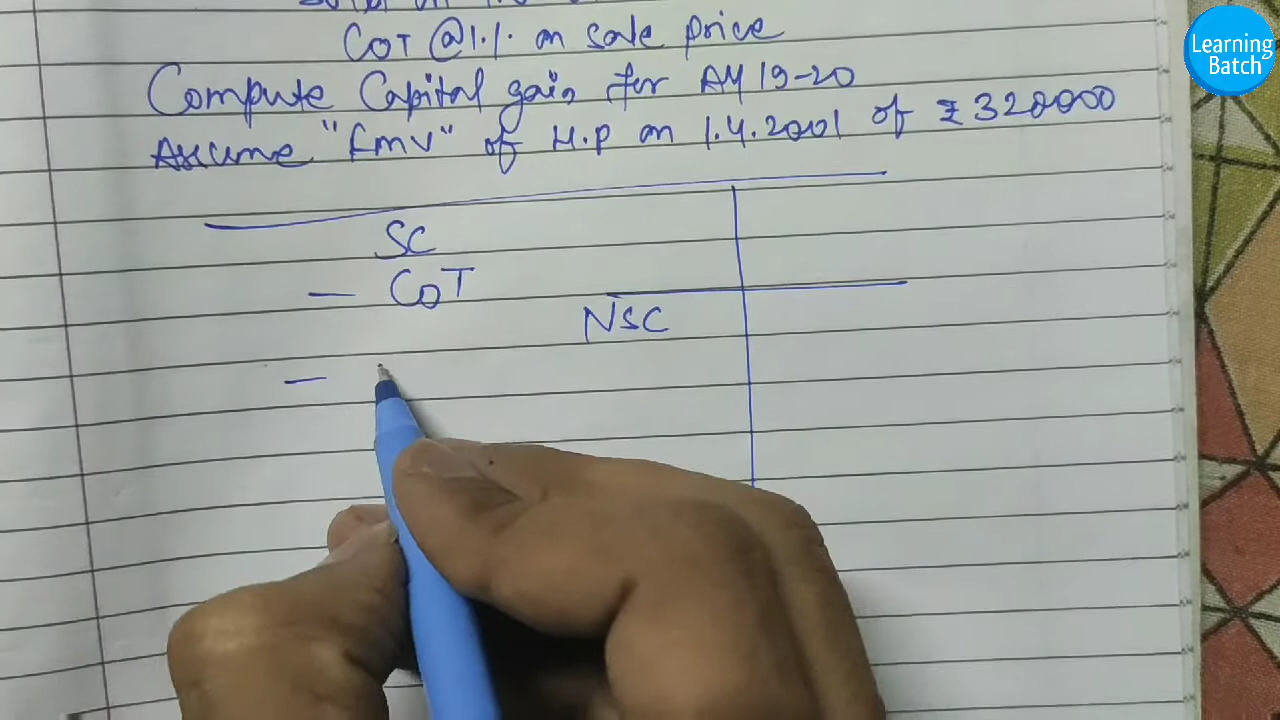 COT @1.%. on sale price
Compute Capital gain for AY 19-20
Assume "fmv" of H.P on 1.4.2001 of ₹320000
SC
- COT
NSC
-
Learning
Batch